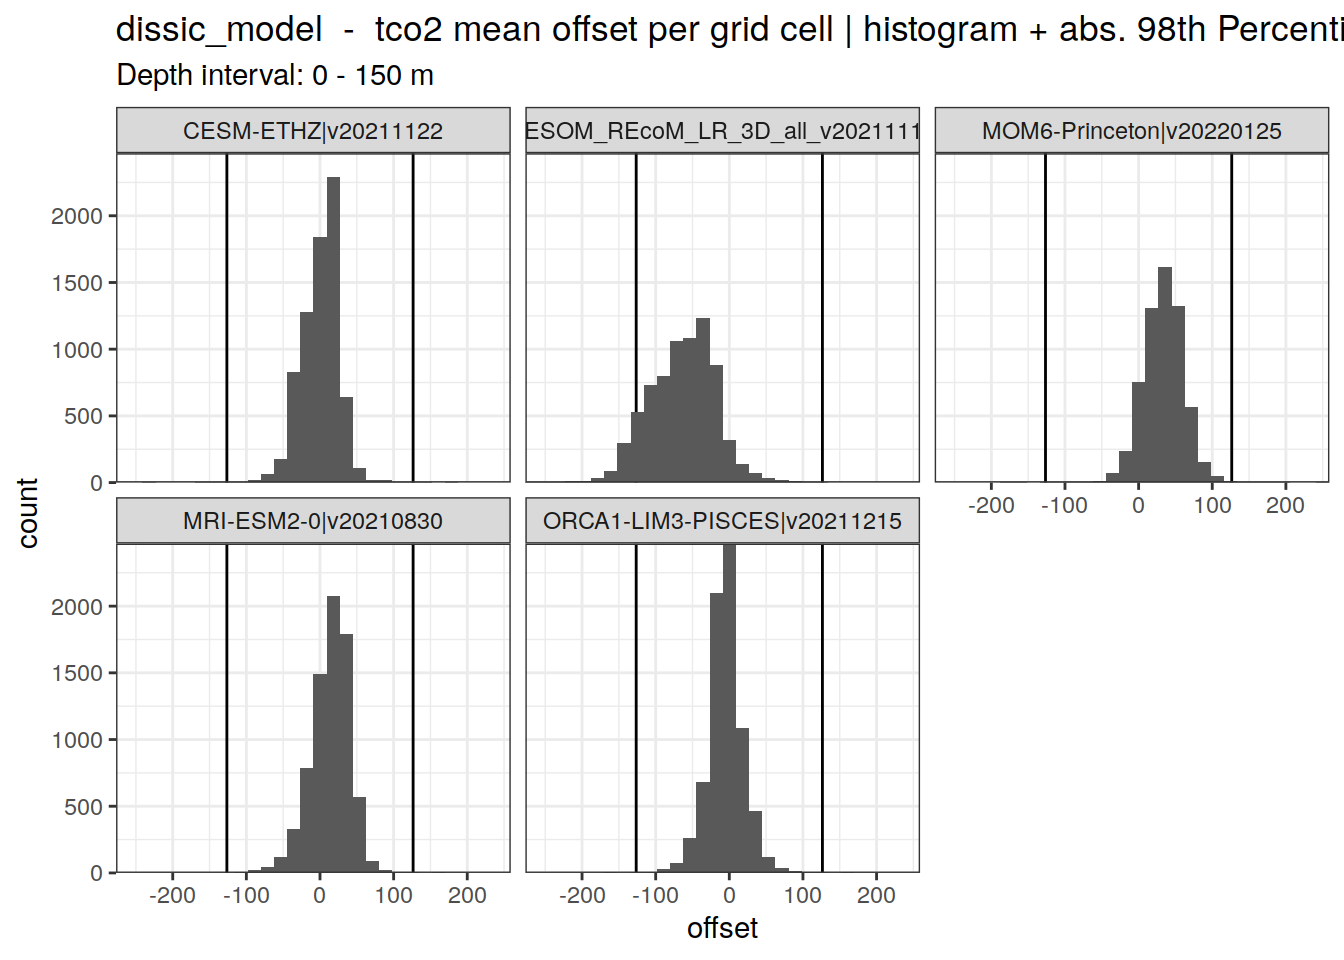 dissic_model  -  tco2 mean offset per grid cell | histogram + abs. 98th Percenti
Depth interval: 0 - 150 m
CESM-ETHZ|v20211122
ESOM_REcoM_LR_3D_all_v2021111
MOM6-Princeton|v20220125
2000
1500
1000
500
0
-200 -100 0 100 200
count
MRI-ESM2-0|v20210830
ORCA1-LIM3-PISCES|v20211215
2000
1500
1000
500
0
-200 -100 0 100 200
-200 -100 0 100 200
offset